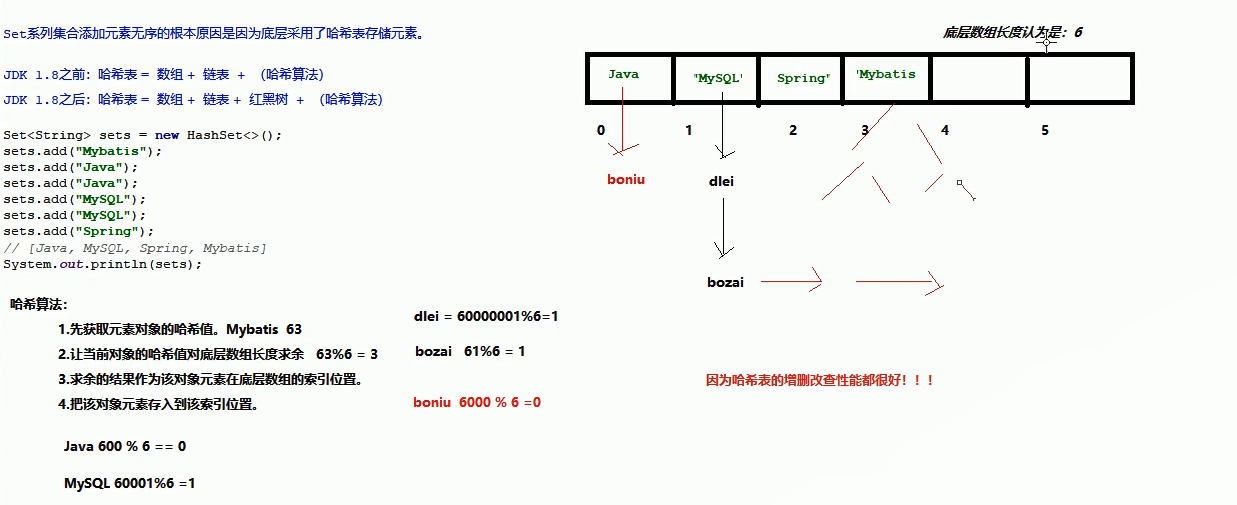 Set系列集合添加元素无序的根本原因是因为底层采用了哈希表存储元素。
JDK 1.8之前：哈希表 = 数组 + 链表 + （哈希算法）
JDK 1.8之后：哈希表 = 数组 + 链表 + 红黑树 + （哈希算法）
Set<String> sets = new HashSet<>();
sets.add("Mybatis");
sets.add("Java");
sets.add("Java");
sets.add("MySQL");
sets.add("MySQL");
sets.add("Spring");
// [Java, MySQL, Spring, Mybatis]
System.out.println(sets);
哈希算法：
1.先获取元素对象的哈希值。Mybatis 63
2.让当前对象的哈希值对底层数组长度求余 63%6 = 3
3.求余的结果作为该对象元素在底层数组的索引位置。
4.把该对象元素存入到该索引位置。
Java 600 % 6 == 0
MySQL 60001%6 =1
dlei = 60000001%6=1
bozai 61%6 = 1
boniu 6000 % 6 =0
底层数组长度认为是：6
Java "MySQL' Spring" 'Mybatis
0 1 2 3 4 5
boniu dlei
bozai
因为哈希表的增删改查性能都很好！！！